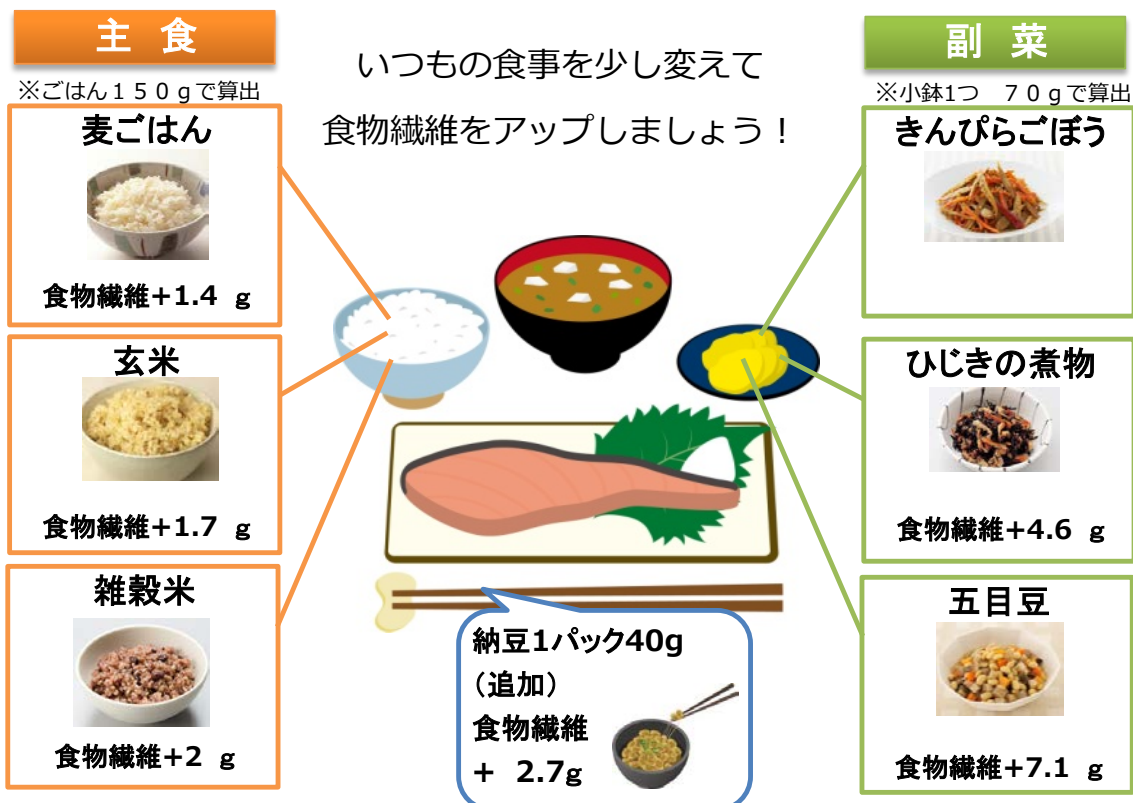 主 食
※ごはん１５０ｇで算出
麦ごはん
食物繊維+1.4 g
玄米
食物繊維+1.7 g
雑穀米
食物繊維+2 g
いつもの食事を少し変えて
食物繊維をアップしましょう！
納豆1パック40g
（追加）
食物繊維
+ 2.7g
副 菜
※小鉢1つ　７０ｇで算出
きんぴらごぼう
ひじきの煮物
食物繊維+4.6 g
五目豆
食物繊維+7.1 g